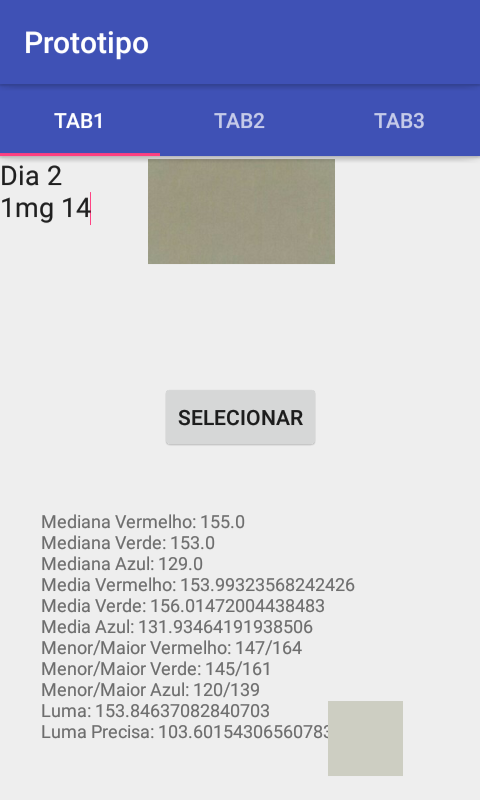 Prototipo
TAB1 TAB2 TAB3
Dia 2
1mg 14
SELECIONAR
Mediana Vermelho: 155.0
Mediana Verde: 153.0
Mediana Azul: 129.0
Media Vermelho: 153.99323568242426
Media Verde: 156.01472004438483
Media Azul: 131.93464191938506
Menor/Maior Vermelho: 147/164
Menor/Maior Verde: 145/161
Menor/Maior Azul: 120/139
Luma: 153.84637082840703
Luma Precisa: 103.60154306560783